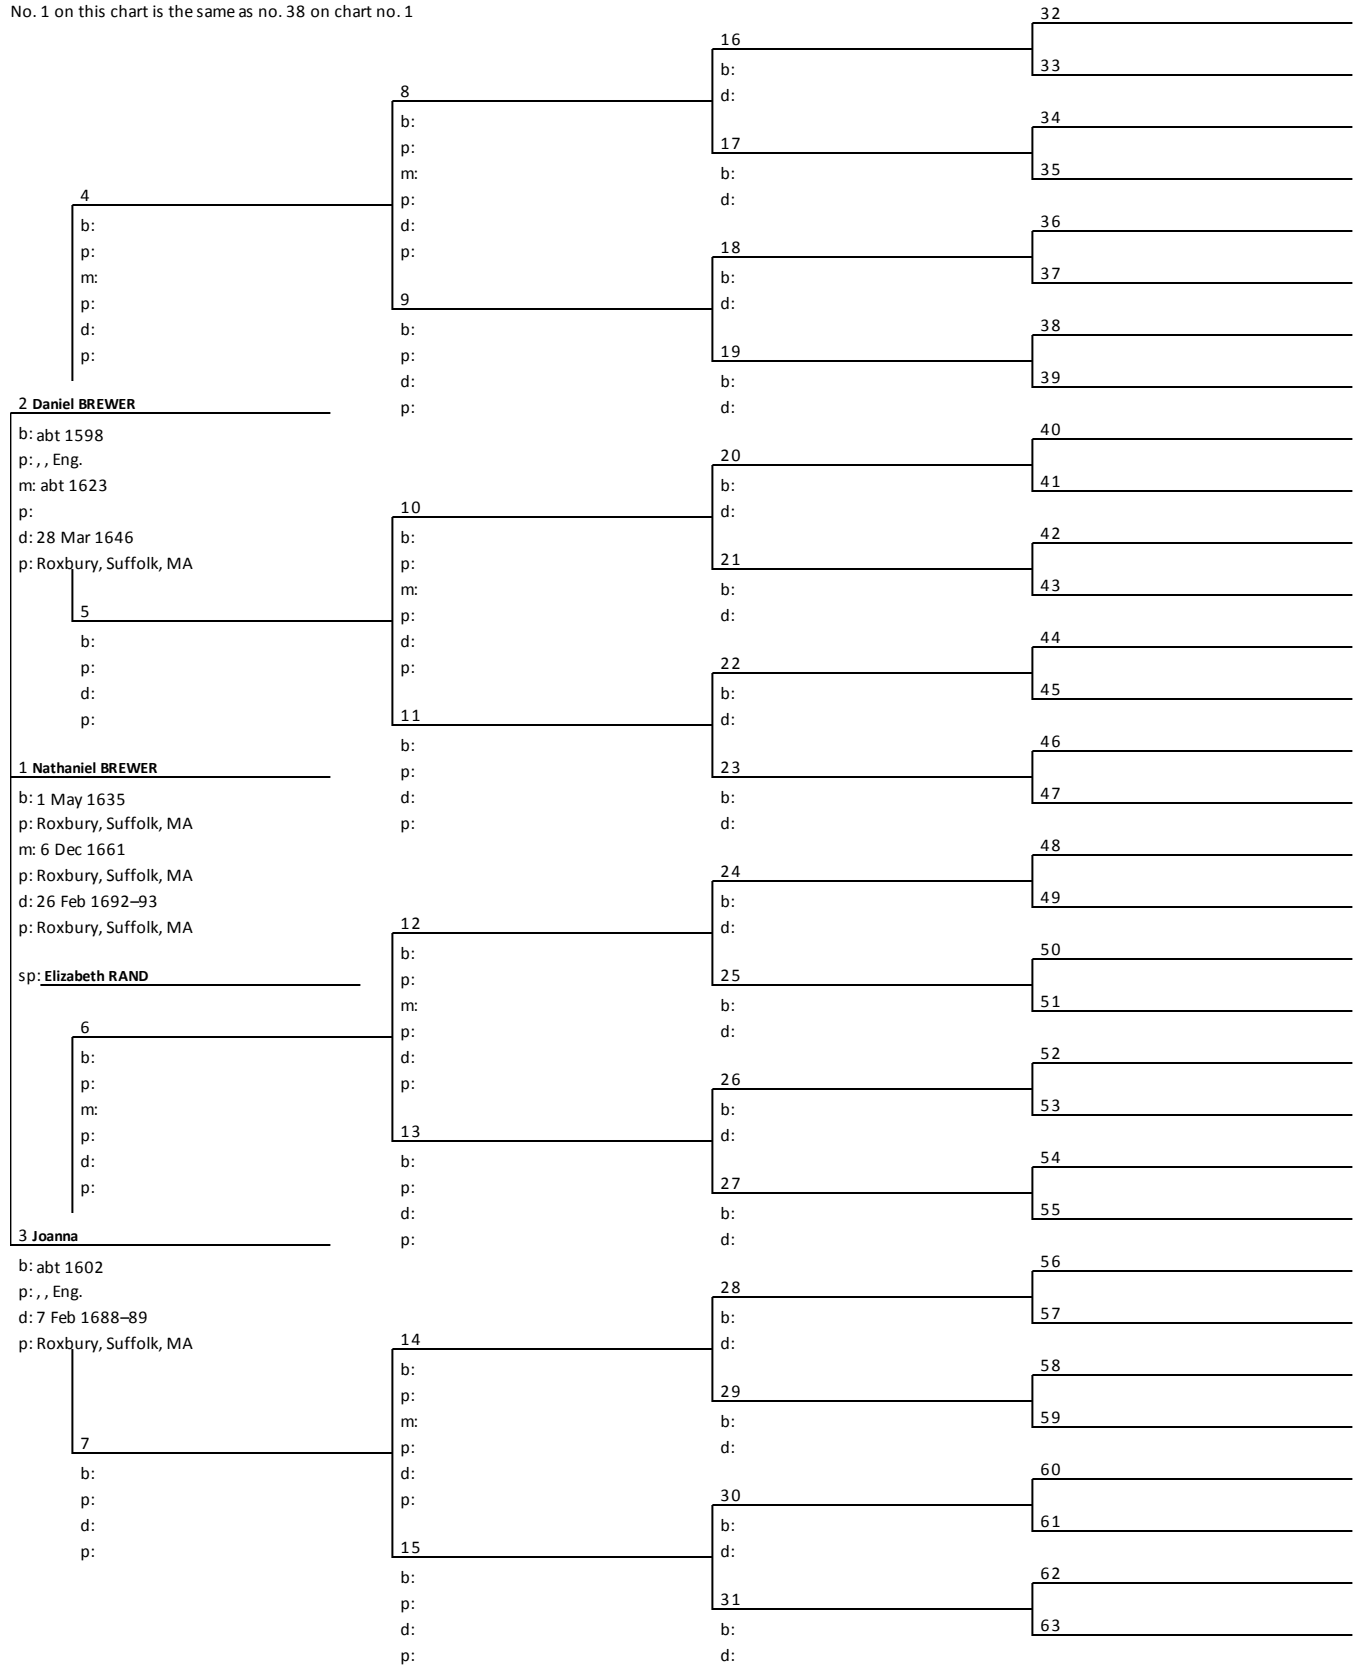 No. 1 on this chart is the same as no. 38 on chart no. 1
4
b:
p:
m:
p:
d:
p:
2 Daniel BREWER
b: abt 1598
p: , , Eng.
m: abt 1623
p:
d: 28 Mar 1646
p: Roxbury, Suffolk, MA
5
b:
p:
d:
p:
1 Nathaniel BREWER
b: 1 May 1635
p: Roxbury, Suffolk, MA
m: 6 Dec 1661
p: Roxbury, Suffolk, MA
d: 26 Feb 1692–93
p: Roxbury, Suffolk, MA
sp: Elizabeth RAND
6
b:
p:
m:
p:
d:
p:
3 Joanna
b: abt 1602
p: , , Eng.
d: 7 Feb 1688–89
p: Roxbury, Suffolk, MA
7
b:
p:
d:
p:
8
b:
p:
m:
p:
d:
p:
9
b:
p:
d:
p:
10
b:
p:
m:
p:
d:
p:
11
b:
p:
d:
p:
12
b:
p:
m:
p:
d:
p:
13
b:
p:
d:
p:
14
b:
p:
m:
p:
d:
p:
15
b:
p:
d:
p:
16
b:
d:
17
b:
d:
18
b:
d:
19
b:
d:
20
b:
d:
21
b:
d:
22
b:
d:
23
b:
d:
24
b:
d:
25
b:
d:
26
b:
d:
27
b:
d:
28
b:
d:
29
b:
d:
30
b:
d:
31
b:
d:
32
33
34
35
36
37
38
39
40
41
42
43
44
45
46
47
48
49
50
51
52
53
54
55
56
57
58
59
60
61
62
63